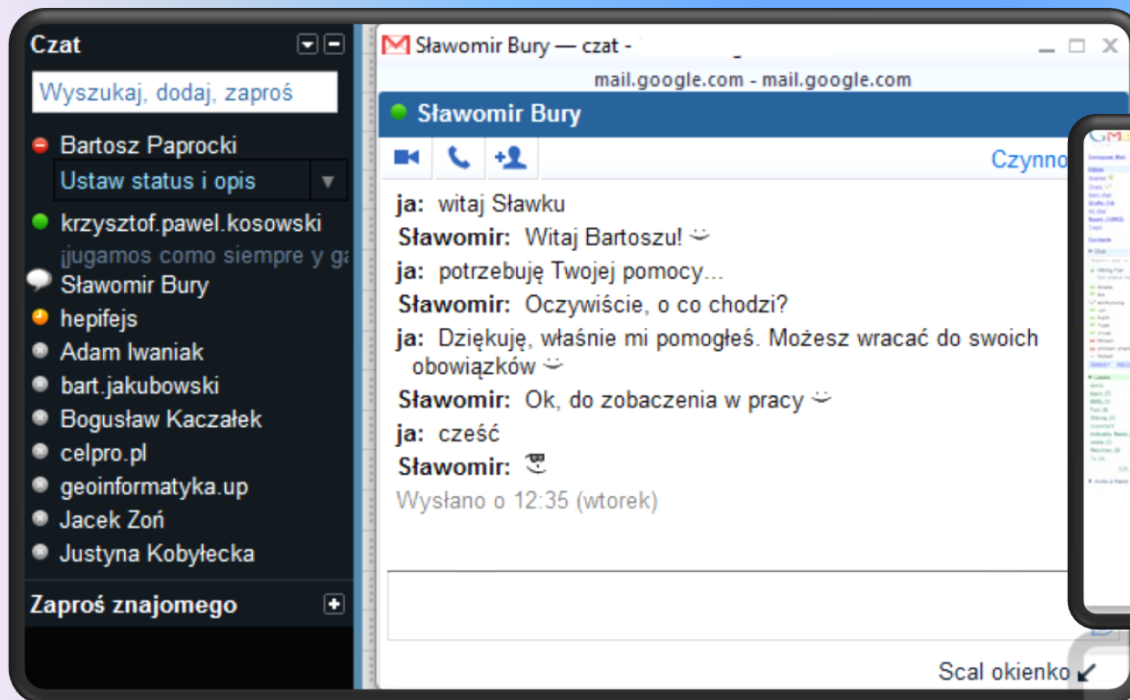 Czat
Wyszukaj, dodaj, zaproś
Bartosz Paprocki
Ustaw status i opis
krzysztof.pawel.kosowski
¡jugamos como siempre y
Sławomir Bury
hepifejs
Adam Iwaniak
bart.jakubowski
Bogusław Kaczałek
celpro.pl
geoinformatyka.up
Jacek Zoń
Justyna Kobyłecka
Zaproś znajomego
Sławomir Bury — czat -
mail.google.com - mail.google.com
Sławomir Bury
Czynno
ja: witaj Sławku
Sławomir: Witaj Bartoszu!
ja: potrzebuję Twojej pomocy...
Sławomir: Oczywiście, o co chodzi?
ja: Dziękuję, właśnie mi pomogłeś. Możesz wracać do swoich
obowiązków
Sławomir: Ok, do zobaczenia w pracy
ja: cześć
Sławomir:
Wysłano o 12:35 (wtorek)
Scal okienko